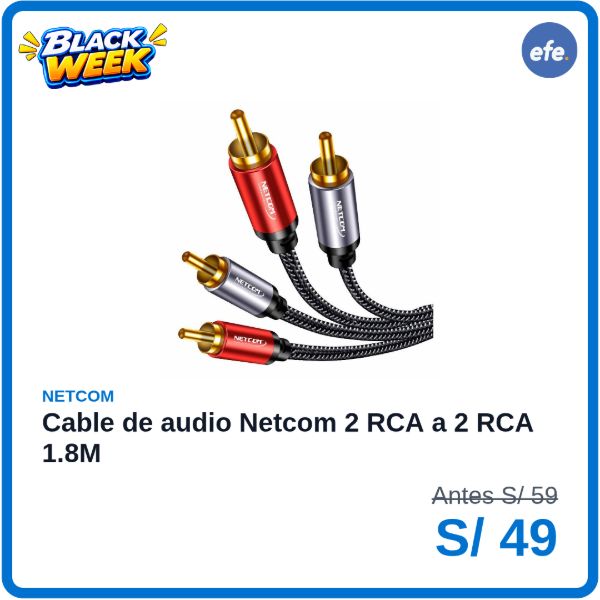 BLACK
WEEK
efe.
NETCOM
NETCOM
NETCOM
NETCOM
NETCOM
Cable de audio Netcom 2 RCA a 2 RCA
1.8M
Antes S/ 59
S/ 49